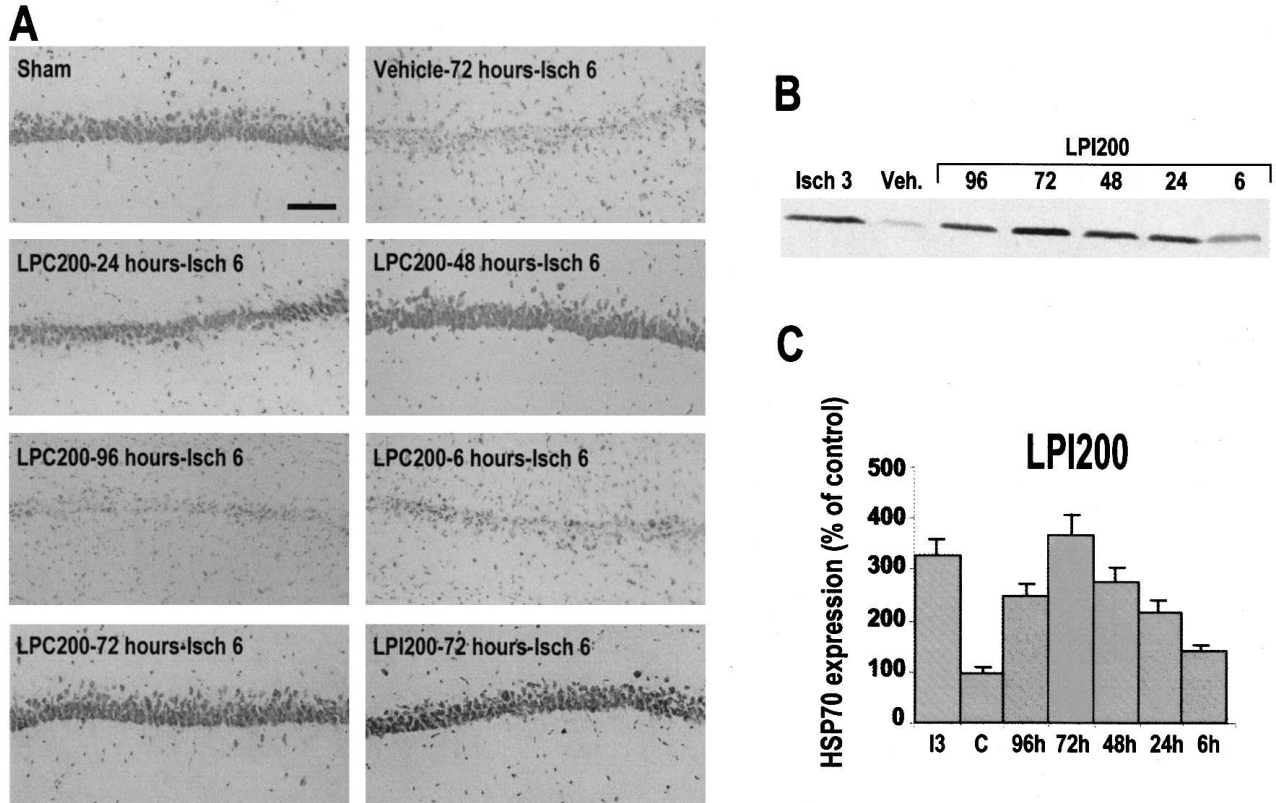 A
Sham
Vehicle-72 hours-Isch 6
LPC200-24 hours-Isch 6
LPC200-48 hours-Isch 6
LPC200-96 hours-Isch 6
LPC200-6 hours-Isch 6
LPC200-72 hours-Isch 6
LPI200-72 hours-Isch 6
B
LPI200
Isch 3 Veh. 96 72 48 24 6
C
LPI200
HSP70 expression (% of control)
500
400
300
200
100
0
I3 C 96h 72h 48h 24h 6h